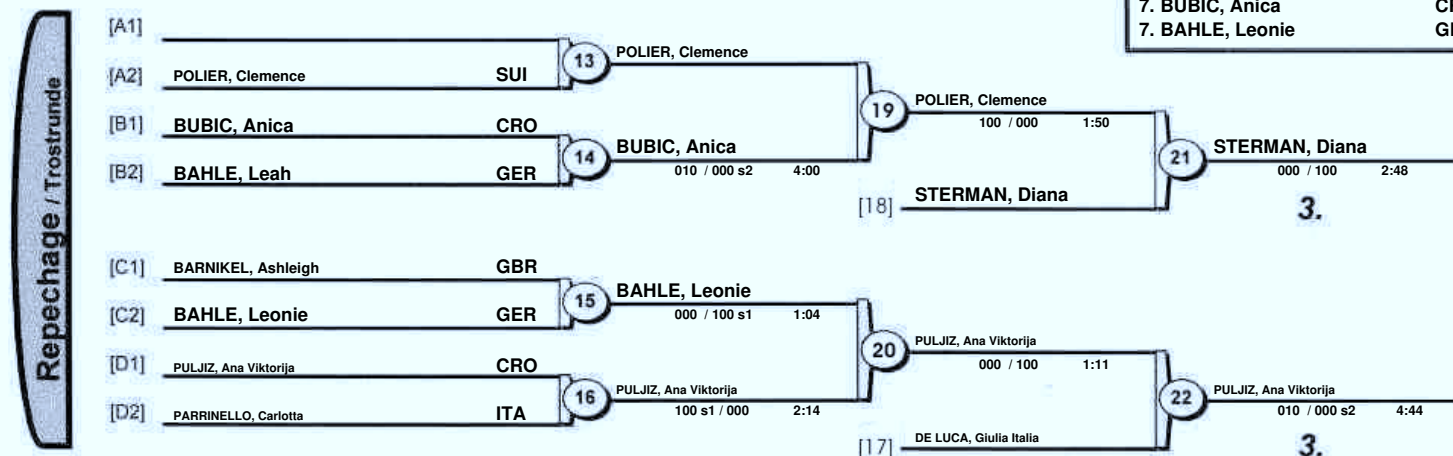 7. BUBIC, Anica
7. BAHLE, Leonie
Repechage / Trostrunde
[A1]
[A2] POLIER, Clemence SUI
13 POLIER, Clemence
[B1] BUBIC, Anica CRO
[B2] BAHLE, Leah GER
14 BUBIC, Anica
010 / 000 s2 4:00
19 POLIER, Clemence
100 / 000 1:50
[18] STERMAN, Diana
21 STERMAN, Diana
000 / 100 2:48
3.
[C1] BARNIKEL, Ashleigh GBR
[C2] BAHLE, Leonie GER
15 BAHLE, Leonie
000 / 100 s1 1:04
[D1] PULJIZ, Ana Viktorija CRO
[D2] PARRINELLO, Carlotta ITA
16 PULJIZ, Ana Viktorija
100 s1 / 000 2:14
20 PULJIZ, Ana Viktorija
000 / 100 1:11
[17] DE LUCA, Giulia Italia
22 PULJIZ, Ana Viktorija
010 / 000 s2 4:44
3.